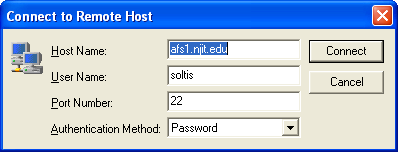 Connect to Remote Host
Host Name: afs1.njit.edu Connect
User Name: soltis Cancel
Port Number: 22
Authentication Method: Password